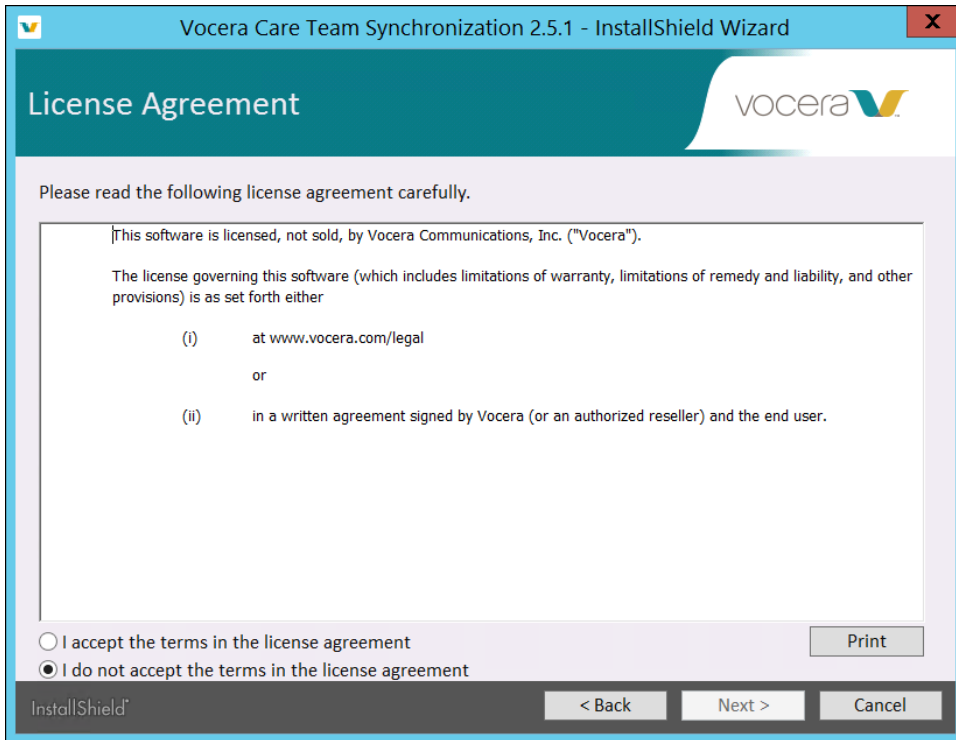 Vocera Care Team Synchronization 2.5.1 - InstallShield Wizard
X
License Agreement
vocera
Please read the following license agreement carefully.
This software is licensed, not sold, by Vocera Communications, Inc. ("Vocera").
The license governing this software (which includes limitations of warranty, limitations of remedy and liability, and other
provisions) is as set forth either
(i) at www.vocera.com/legal
or
(ii) in a written agreement signed by Vocera (or an authorized reseller) and the end user.
I accept the terms in the license agreement
Print
I do not accept the terms in the license agreement
InstallShield
< Back
Next >
Cancel